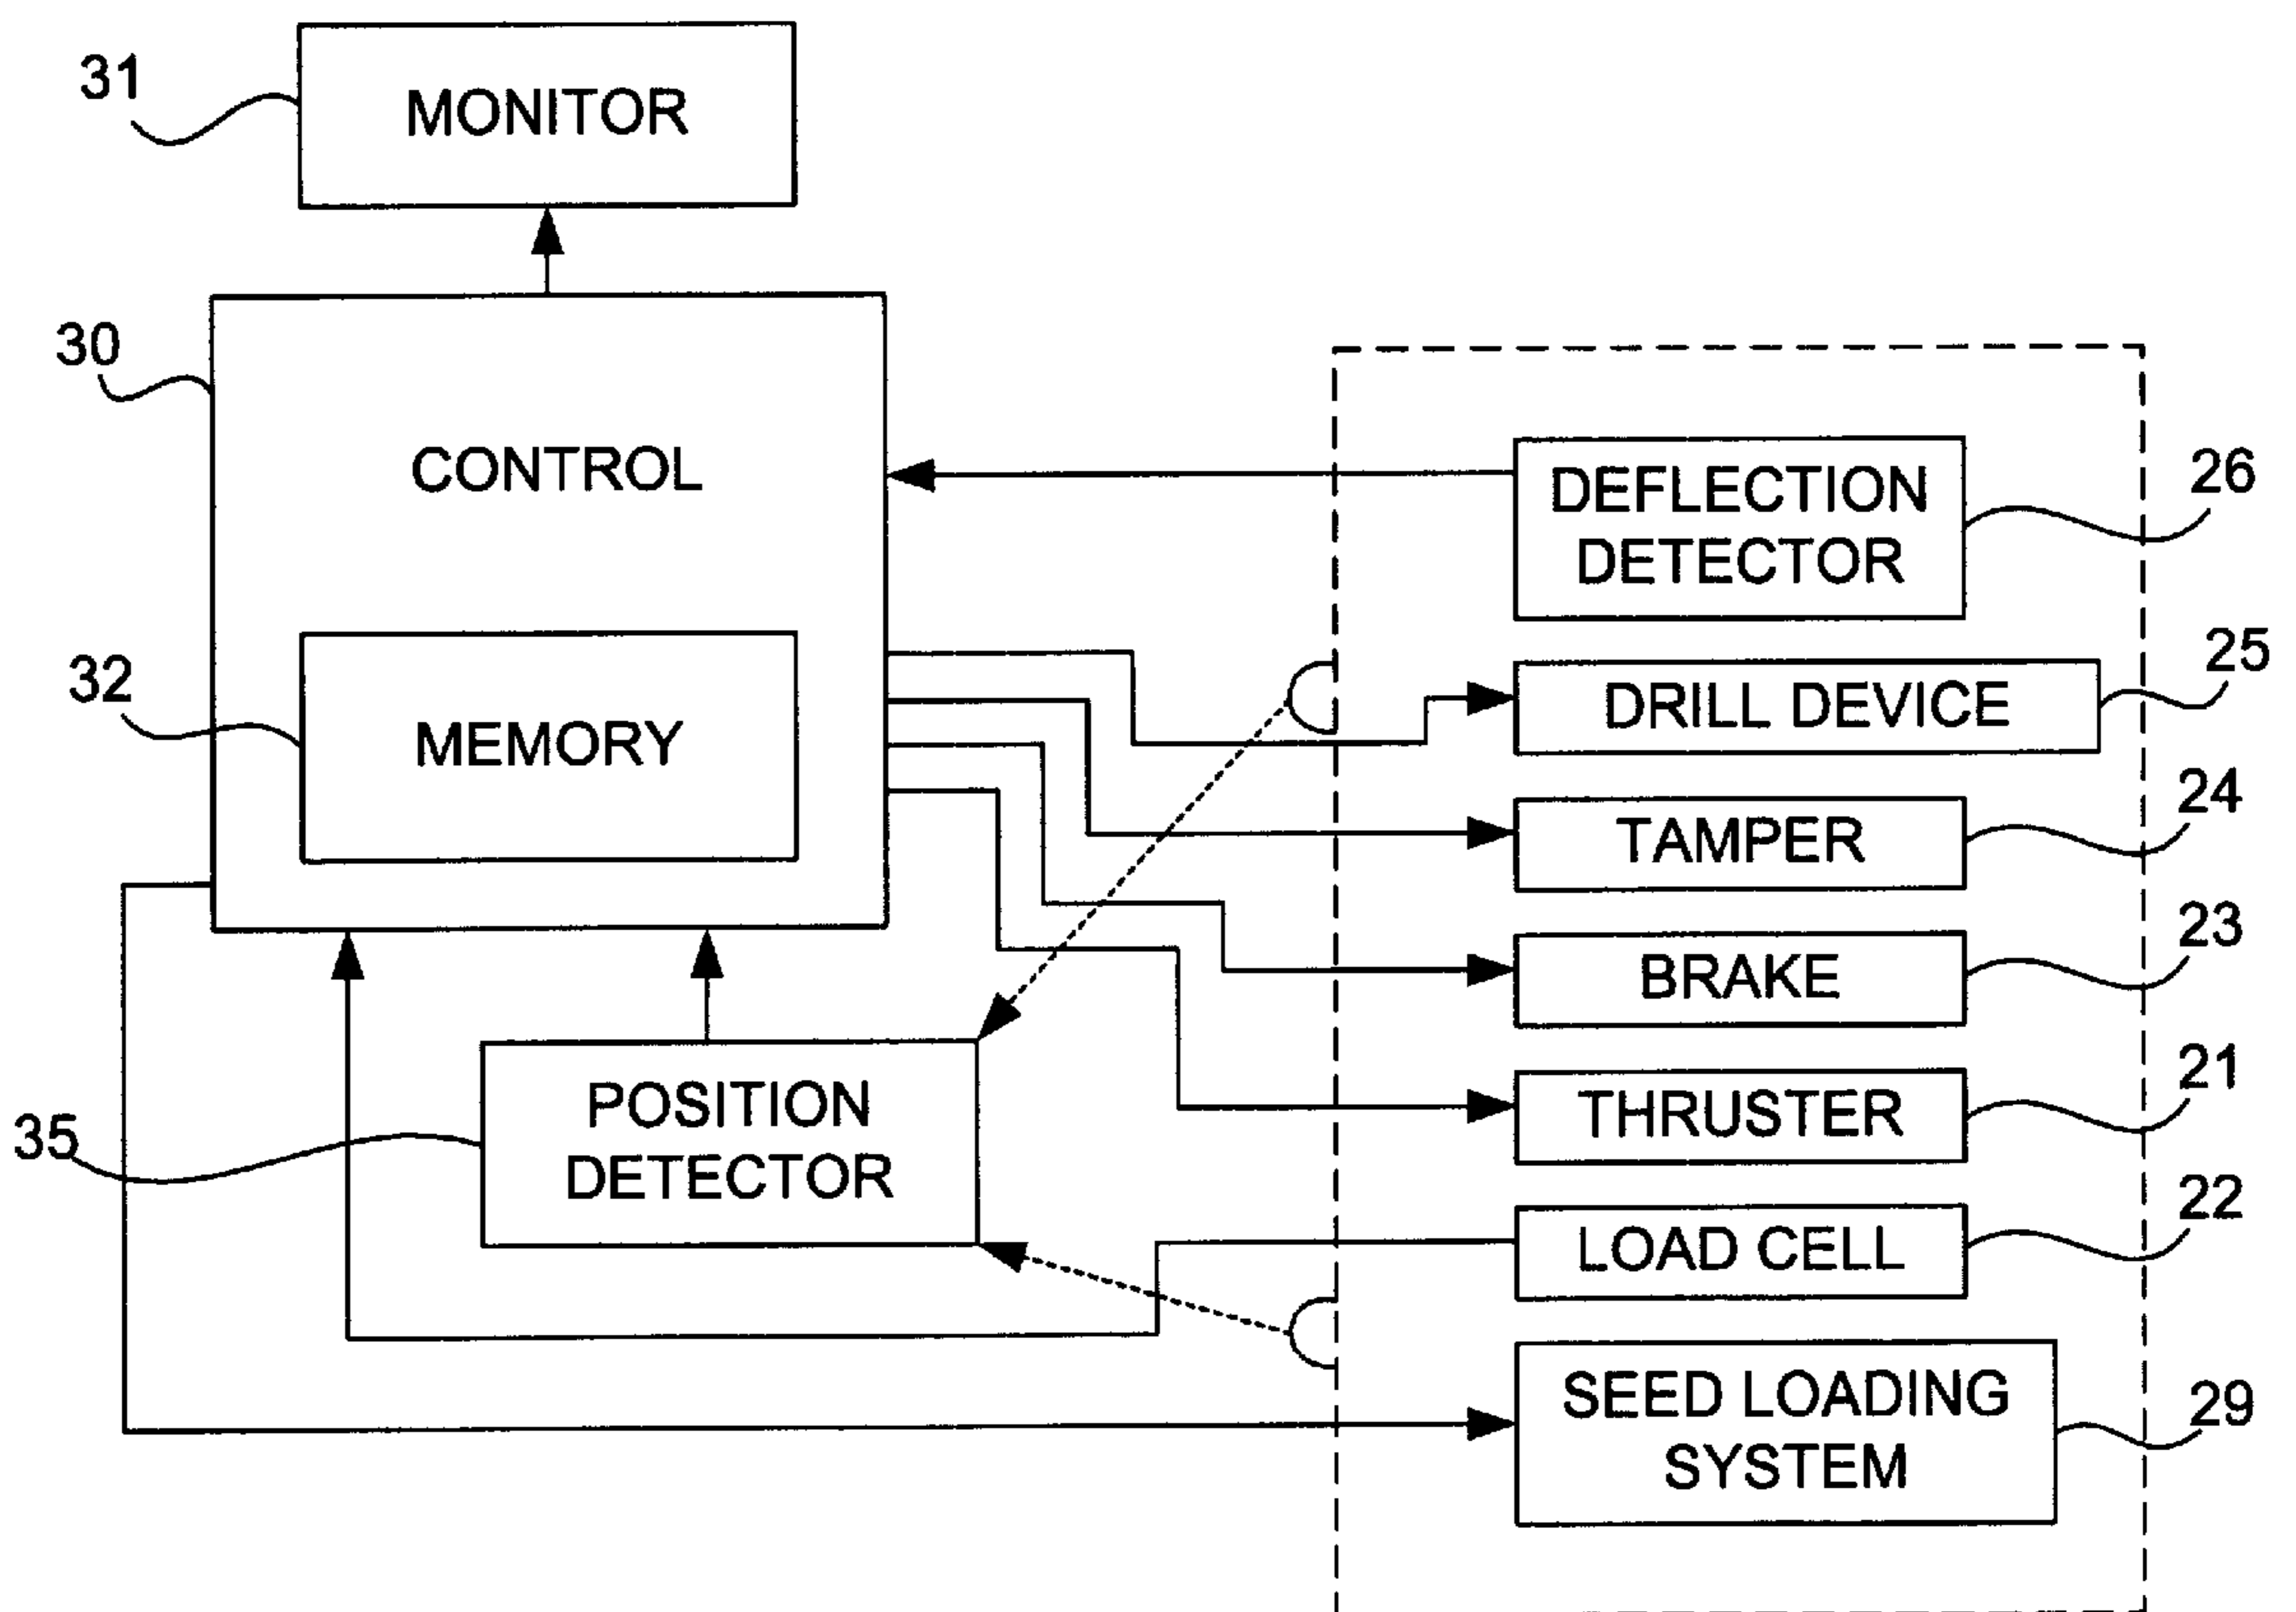 31
MONITOR
30
CONTROL
32
MEMORY
35
POSITION
DETECTOR
DEFLECTION
DETECTOR
26
DRILL DEVICE
25
TAMPER
24
BRAKE
23
THRUSTER
21
LOAD CELL
22
SEED LOADING
SYSTEM
29